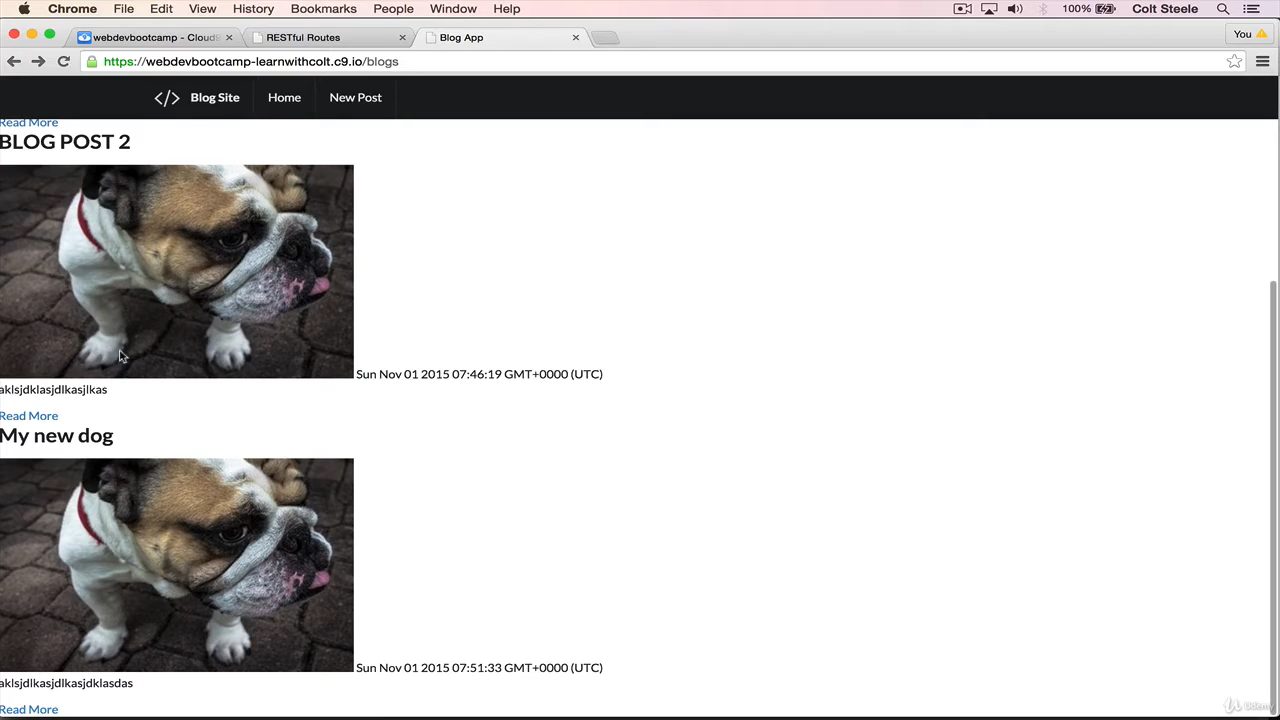 Chrome File Edit View History Bookmarks People Window Help 100% Colt Steele
webdevbootcamp - Cloud RESTful Routes Blog App You
https://webdevbootcamp-learnwithcolt.c9.io/blogs
</> Blog Site Home New Post
Read More
BLOG POST 2
Sun Nov 01 2015 07:46:19 GMT+0000 (UTC)
aklsjdklasjdlkasjlkas
Read More
My new dog
Sun Nov 01 2015 07:51:33 GMT+0000 (UTC)
aklsjdlkasjdlkasjdklasdas
Read More
Udemy